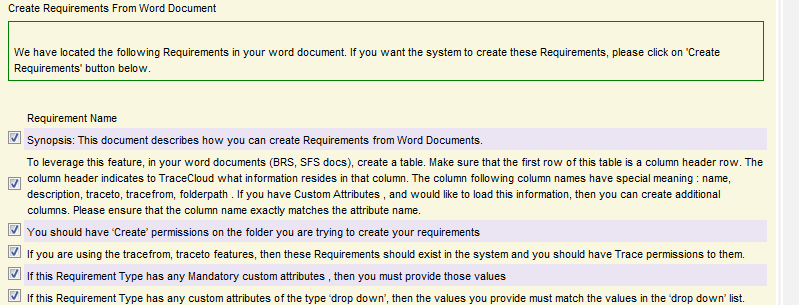 Create Requirements From Word Document
We have located the following Requirements in your word document. If you want the system to create these Requirements, please click on 'Create
Requirements' button below.
Requirement Name
Synopsis: This document describes how you can create Requirements from Word Documents.
To leverage this feature, in your word documents (BRS, SFS docs), create a table. Make sure that the first row of this table is a column header row. The
column header indicates to TraceCloud what information resides in that column. The column following column names have special meaning : name,
description, traceto, tracefrom, folderpath . If you have Custom Attributes , and would like to load this information, then you can create additional
columns. Please ensure that the column name exactly matches the attribute name.
You should have ‘Create’ permissions on the folder you are trying to create your requirements
If you are using the tracefrom, traceto features, then these Requirements should exist in the system and you should have Trace permissions to them.
If this Requirement Type has any Mandatory custom attributes , then you must provide those values
If this Requirement Type has any custom attributes of the type ‘drop down’, then the values you provide must match the values in the ‘drop down’ list.